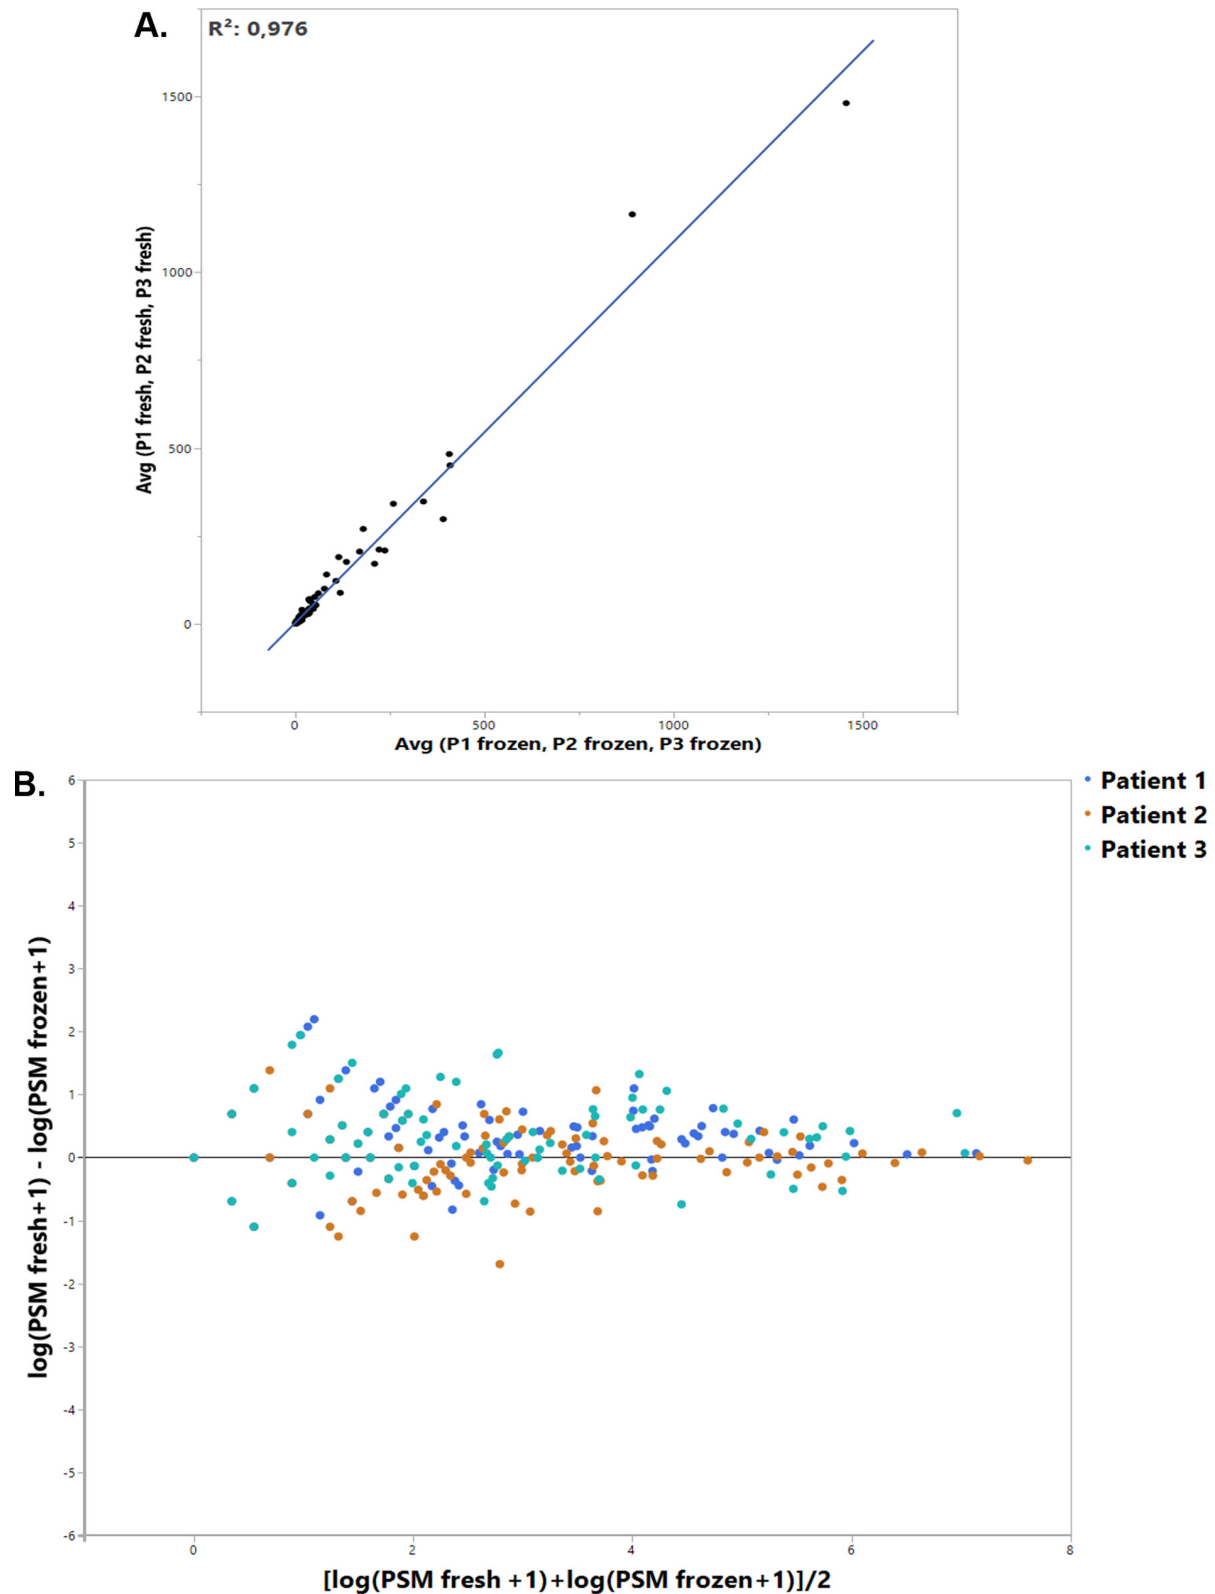 A.
R²: 0,976
1500
1000
500
0
Avg (P1 fresh, P2 fresh, P3 fresh)
0 500 1000 1500
Avg (P1 frozen, P2 frozen, P3 frozen)
B.
Patient 1
Patient 2
Patient 3
6
5
4
3
2
1
0
-1
-2
-3
-4
-5
-6
log(PSM fresh+1) - log(PSM frozen+1)
0 2 4 6 8
[log(PSM fresh +1)+log(PSM frozen+1)]/2